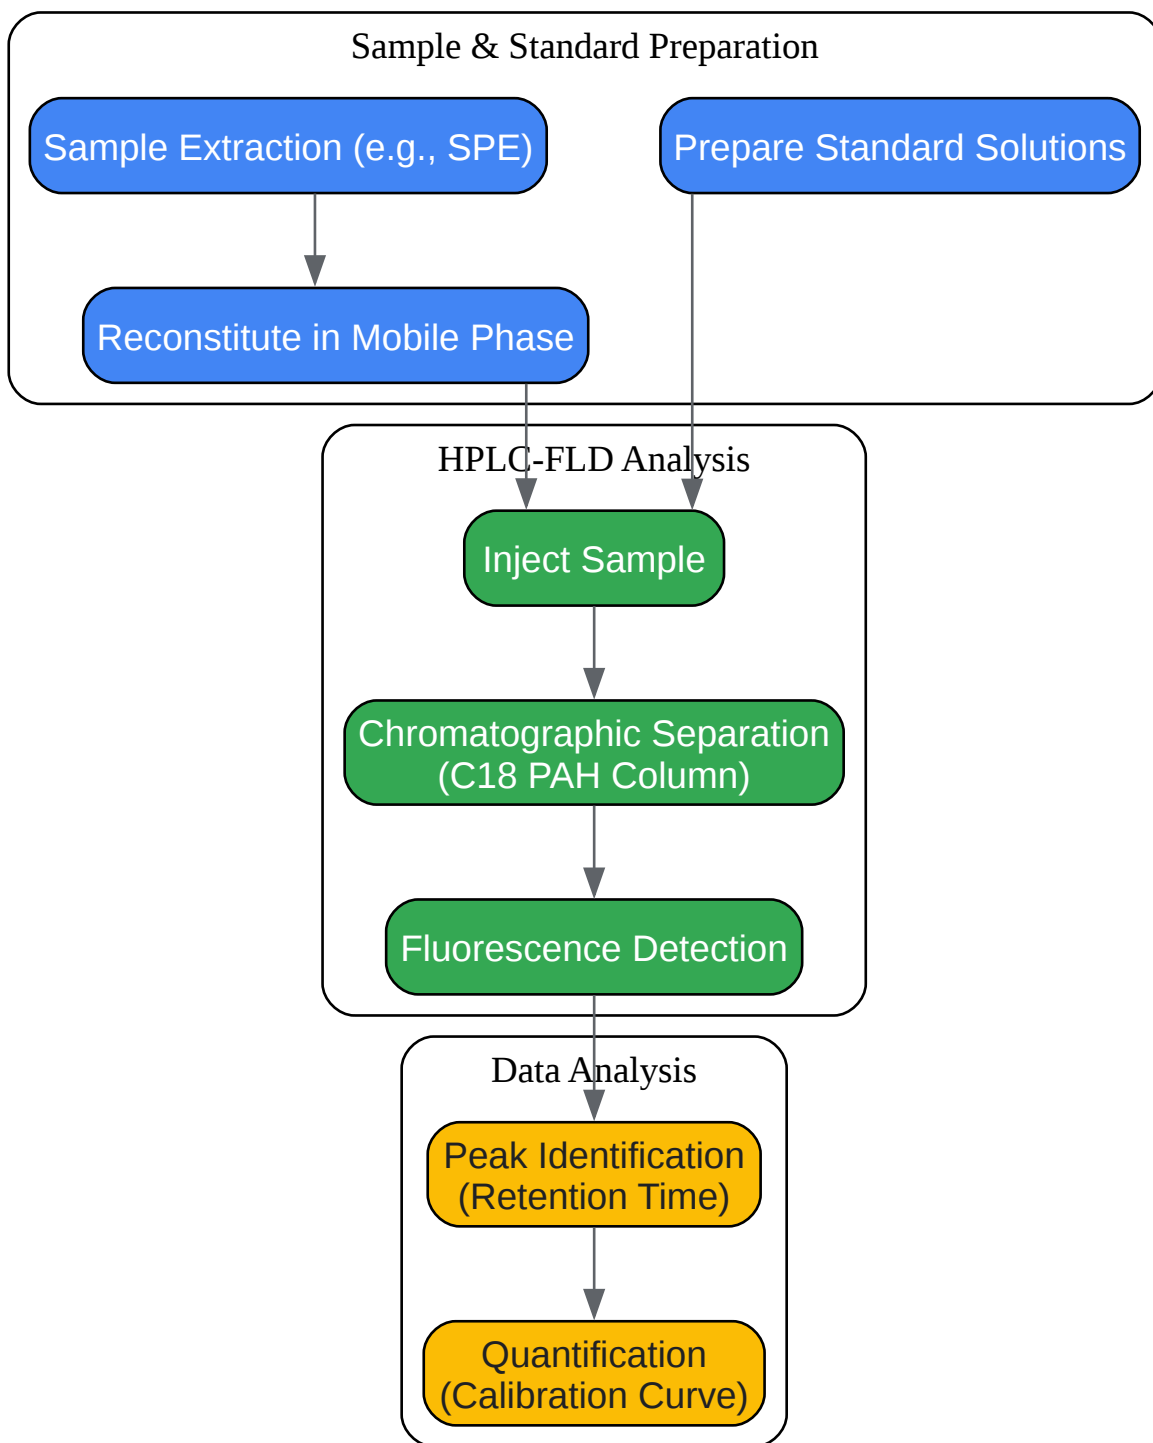 Sample & Standard Preparation
Sample Extraction (e.g., SPE)
Prepare Standard Solutions
Reconstitute in Mobile Phase
HPLC-FLD Analysis
Inject Sample
Chromatographic Separation
(C18 PAH Column)
Fluorescence Detection
Data Analysis
Peak Identification
(Retention Time)
Quantification
(Calibration Curve)